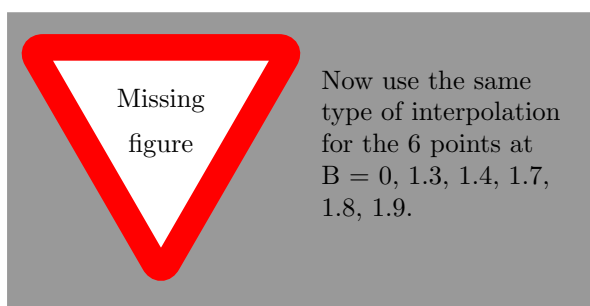 Missing
figure
Now use the same
type of interpolation
for the 6 points at
B = 0, 1.3, 1.4, 1.7,
1.8, 1.9.